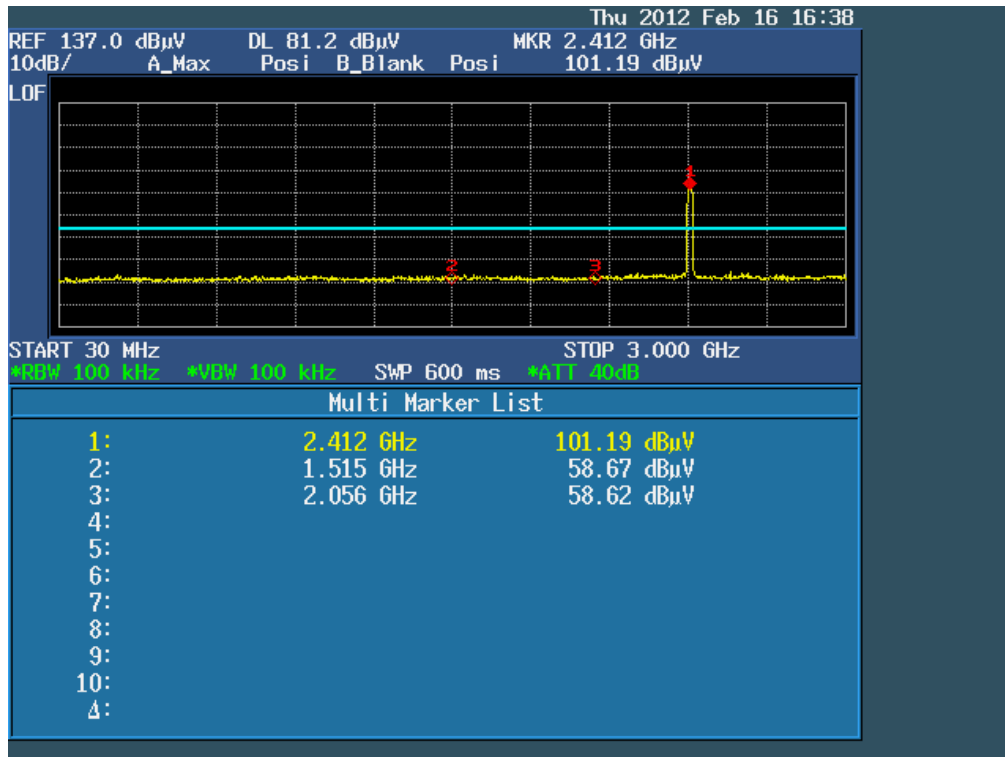 Thu 2012 Feb 16 16:38
REF 137.0 dBµV DL 81.2 dBµV MKR 2.412 GHz
10dB/ A_Max Posi B_Blank Posi 101.19 dBµV
LOF
1
2 3
START 30 MHz STOP 3.000 GHz
*RBW 100 kHz *VBW 100 kHz SWP 600 ms *ATT 40dB
Multi Marker List
1: 2.412 GHz 101.19 dBµV
2: 1.515 GHz 58.67 dBµV
3: 2.056 GHz 58.62 dBµV
4:
5:
6:
7:
8:
9:
10:
Δ: